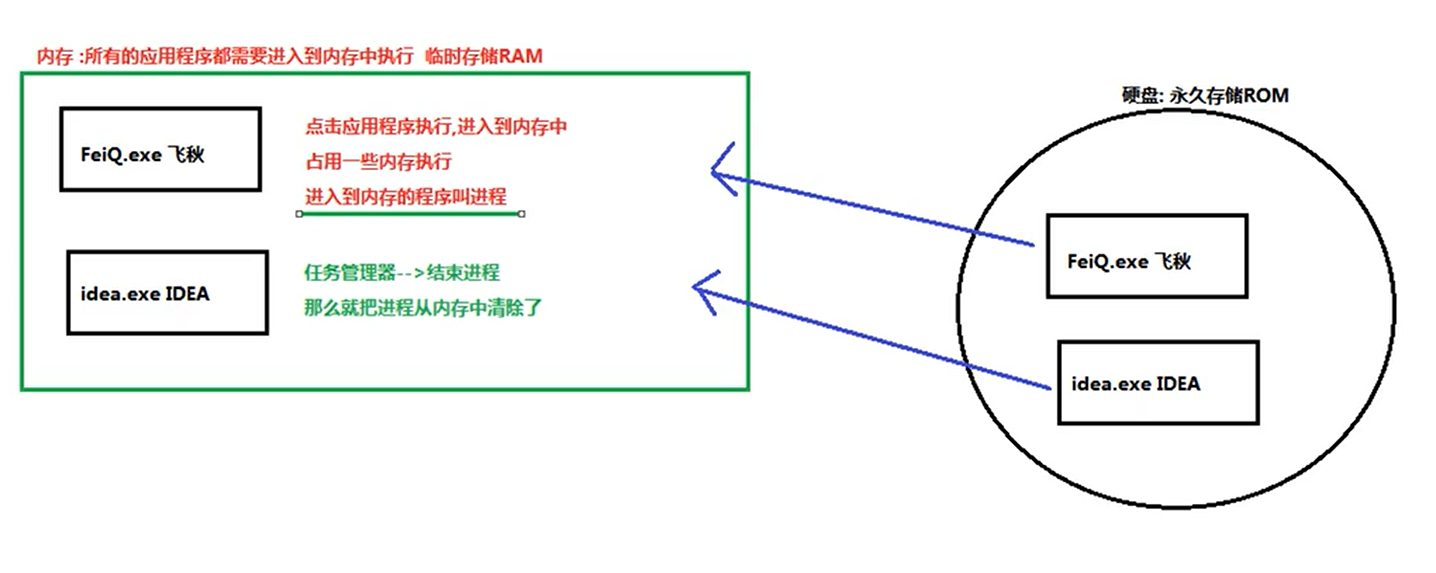 内存 :所有的应用程序都需要进入到内存中执行  临时存储RAM
FeiQ.exe 飞秋
点击应用程序执行,进入到内存中
占用一些内存执行
进入到内存的程序叫进程
idea.exe IDEA
任务管理器-->结束进程
那么就把进程从内存中清除了
硬盘: 永久存储ROM
FeiQ.exe 飞秋
idea.exe IDEA